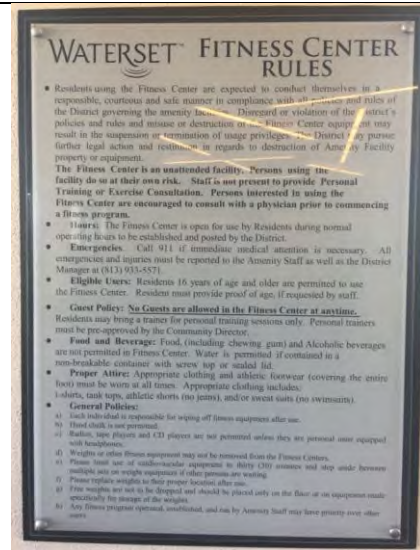 WATERSET™ FITNESS CENTER
RULES
• Residents using the Fitness Center are expected to conduct themselves in a
responsible, courteous and safe manner in compliance with all policies and rules of
the District governing the amenity Disregard or violation of the District's
policies and rules and misuse or destruction of Fitness Center equipment may
result in the suspension or termination of usage privileges. The District may pursue
further legal action and restitution in regards to destruction of Amenity Facility
property or equipment.
The Fitness Center is an unattended facility. Persons using the
facility do so at their own risk. Staff is not present to provide Personal
Training or Exercise Consultation. Persons interested in using the
Fitness Center are encouraged to consult with a physician prior to commencing
a fitness program.
• Hours: The Fitness Center is open for use by Residents during normal
operating hours to be established and posted by the District.
• Emergencies: Call 911 if immediate medical attention is necessary. All
emergencies and injuries must be reported to the Amenity Staff as well as the District
Manager at (813) 933-5571.
• Eligible Users: Residents 16 years of age and older are permitted to use
the Fitness Center. Resident must provide proof of age, if requested by staff.
• Guest Policy: No Guests are allowed in the Fitness Center at anytime.
Residents may bring a trainer for personal training sessions only. Personal trainers
must be pre-approved by the Community Director.
• Food and Beverage: Food, (including chewing gum) and Alcoholic beverages
are not permitted in Fitness Center. Water is permitted if contained in a
non-breakable container with screw top or sealed lid.
• Proper Attire: Appropriate clothing and athletic footwear (covering the entire
foot) must be worn at all times. Appropriate clothing includes:
t-shirts, tank tops, athletic shorts (no jeans), and/or sweat suits (no swimsuits).
• General Policies:
a) Each individual is responsible for wiping off fitness equipment after use.
b) Hand chalk is not permitted.
c) Radios, tape players and CD players are not permitted unless they are personal units equipped
with headphones.
d) Weights or other fitness equipment may not be removed from the Fitness Centers.
e) Please limit use of cardiovascular equipment to thirty (30) minutes and step aside between
multiple sets on weight equipment if other persons are waiting.
f) Please replace weights to their proper location after use.
g) Free weights are not to be dropped and should be placed only on the floor or on equipment made
specifically for storage of the weights.
h) Any fitness program operated, established, and run by Amenity Staff may have priority over other
users.